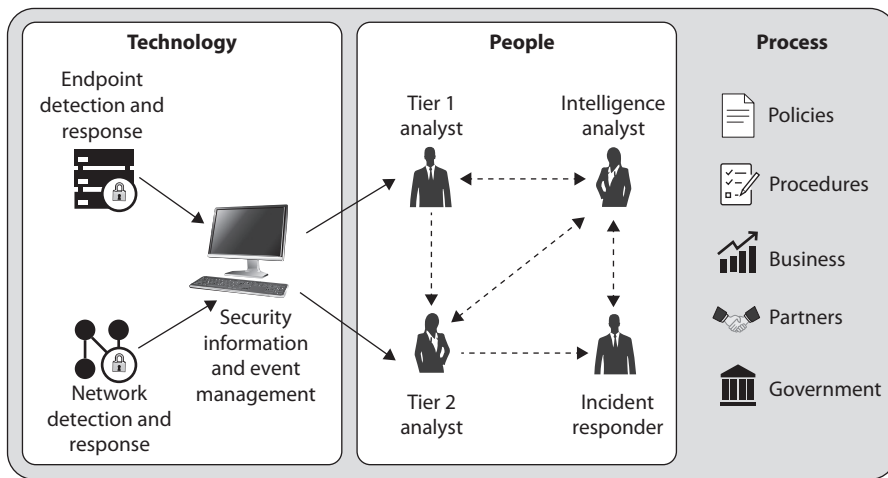 Technology
Endpoint
detection and
response
Security
information
and event
management
Network
detection and
response
People
Tier 1
analyst
Intelligence
analyst
Tier 2
analyst
Incident
responder
Process
Policies
Procedures
Business
Partners
Government